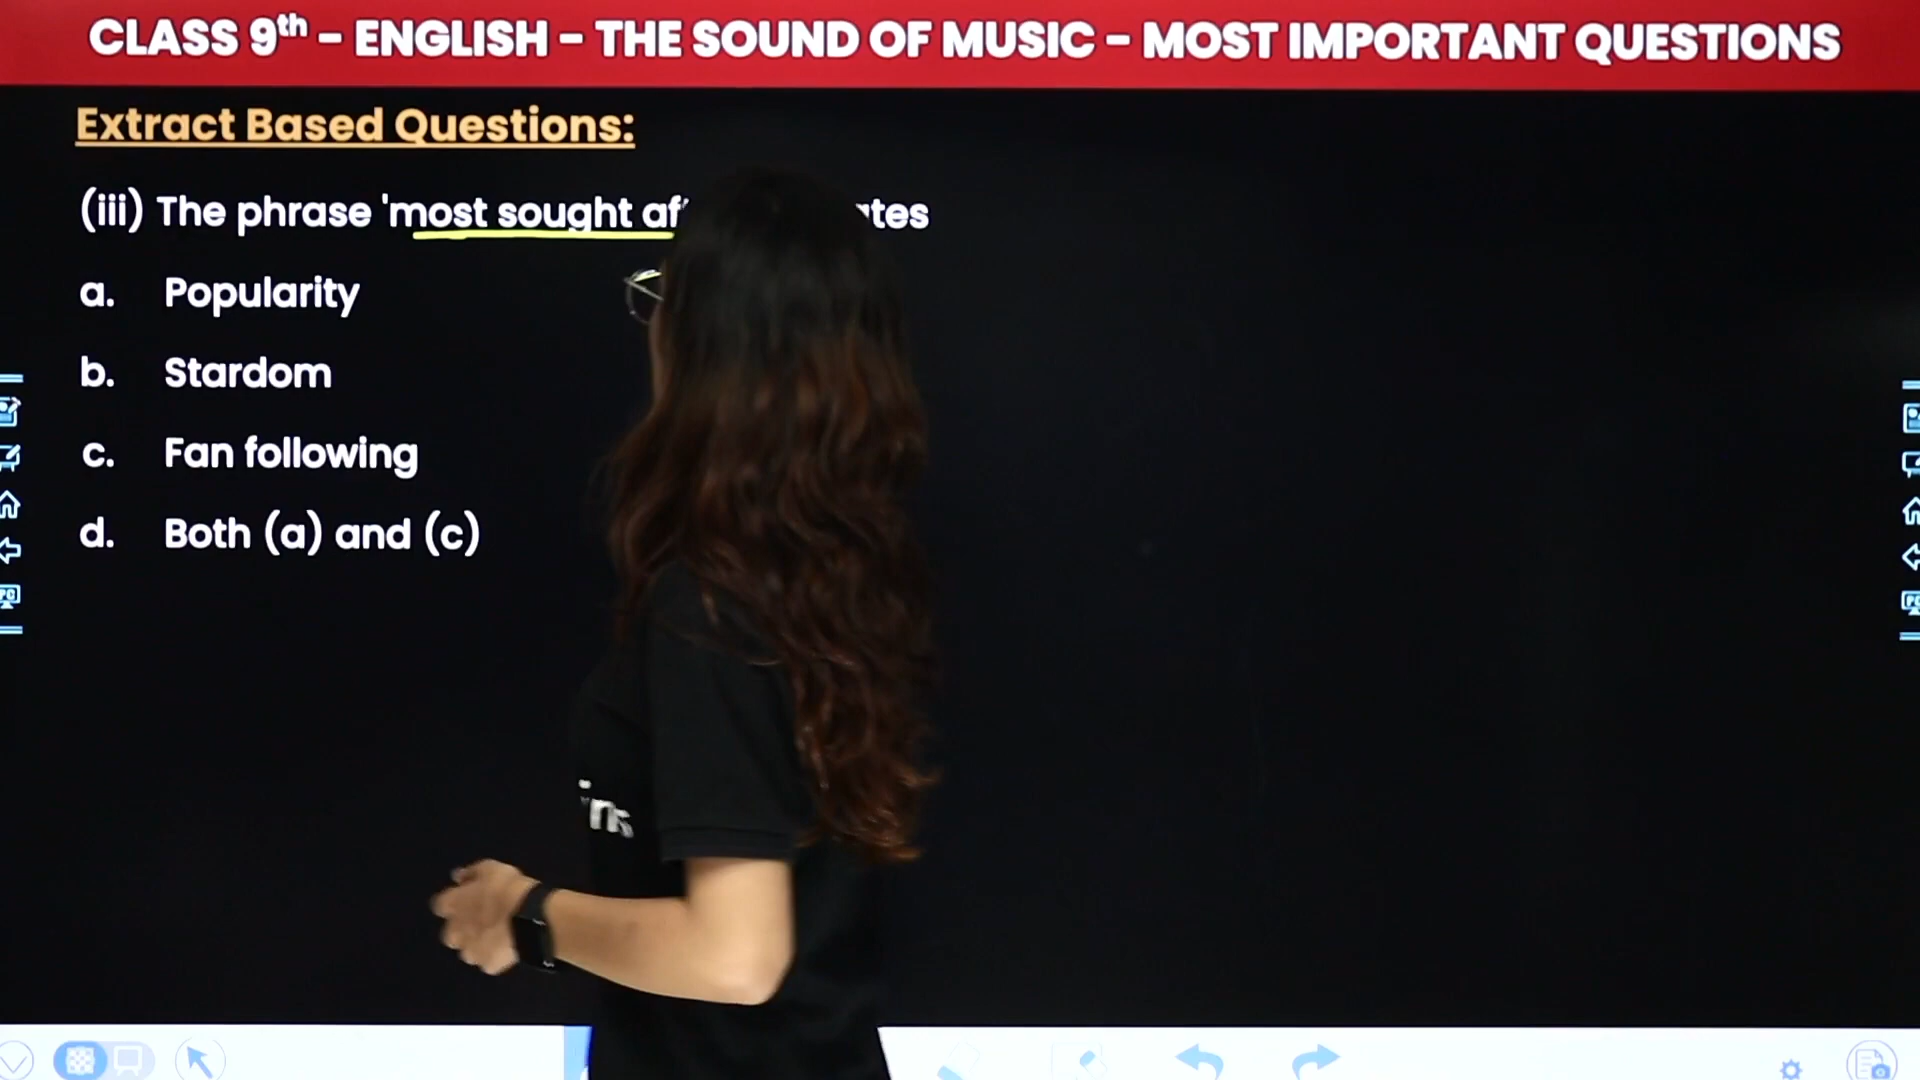 CLASS 9th – ENGLISH – THE SOUND OF MUSIC – MOST IMPORTANT QUESTIONS
Extract Based Questions:
(iii) The phrase 'most sought
a. Popularity
b. Stardom
c. Fan following
d. Both (a) and (c)